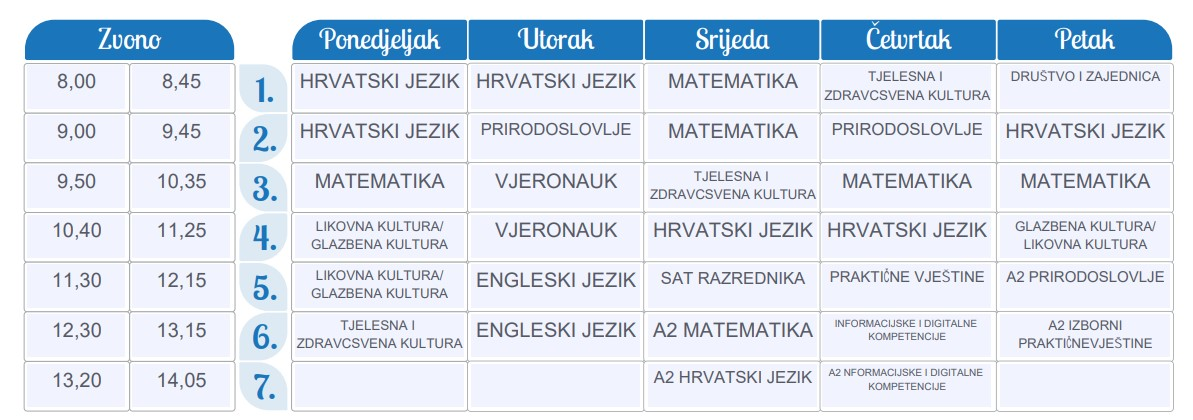 Zvono Ponedjeljak Utorak Srijeda Četvrtak Petak
8,00 8,45 1. HRVATSKI JEZIK HRVATSKI JEZIK MATEMATIKA TJELESNA I DRUŠTVO I ZAJEDNICA
ZDRAVCSVENA KULTURA
9,00 9,45 2. HRVATSKI JEZIK PRIRODOSLOVLJE MATEMATIKA PRIRODOSLOVLJE HRVATSKI JEZIK
9,50 10,35 3. MATEMATIKA VJERONAUK TJELESNA I MATEMATIKA MATEMATIKA
ZDRAVCSVENA KULTURA
10,40 11,25 4. LIKOVNA KULTURA/ VJERONAUK HRVATSKI JEZIK HRVATSKI JEZIK GLAZBENA KULTURA/
GLAZBENA KULTURA LIKOVNA KULTURA
11,30 12,15 5. LIKOVNA KULTURA/ ENGLESKI JEZIK SAT RAZREDNIKA PRAKTIČNE VJEŠTINE A2 PRIRODOSLOVLJE
GLAZBENA KULTURA
12,30 13,15 6. TJELESNA I ENGLESKI JEZIK A2 MATEMATIKA INFORMACIJSKE I DIGITALNE A2 IZBORNI
ZDRAVCSVENA KULTURA KOMPETENCIJE PRAKTIČNEVJEŠTINE
13,20 14,05 7. A2 HRVATSKI JEZIK A2 NFORMACIJSKE I DIGITALNE
KOMPETENCIJE